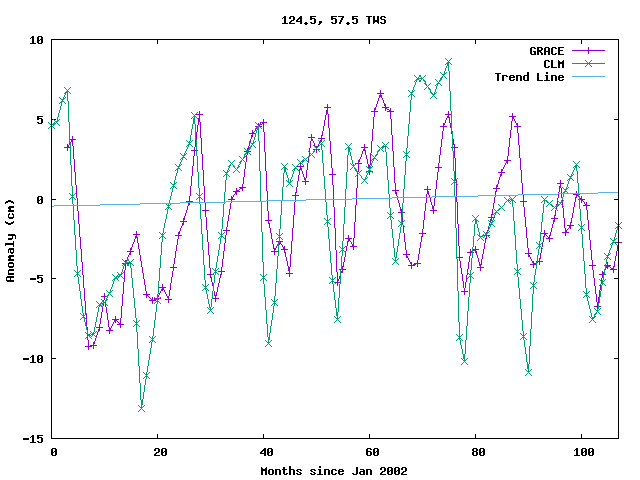 124.5, 57.5 TWS
GRACE
CLM
Trend Line
10
5
0
-5
-10
-15
Anomaly (cm)
0 20 40 60 80 100
Months since Jan 2002